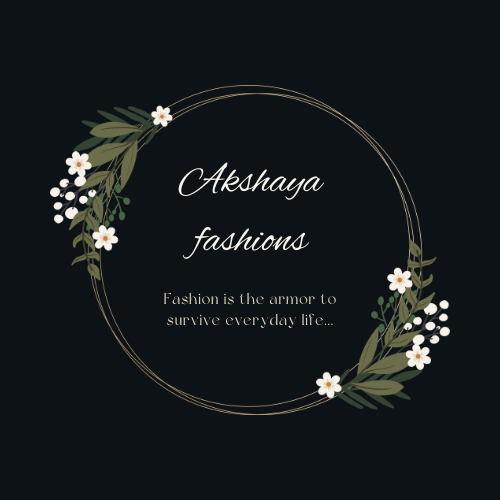 Akshaya
fashions
Fashion is the armor to
survive everyday life...